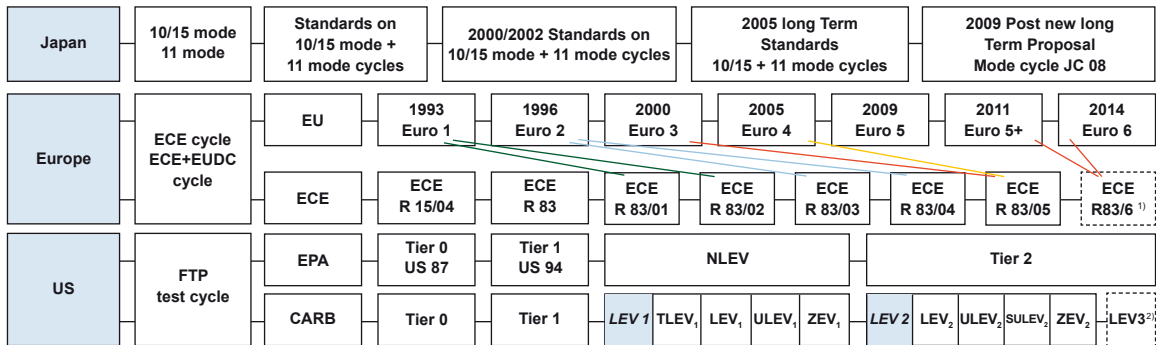 Japan
10/15 mode
11 mode
Standards on
10/15 mode +
11 mode cycles
2000/2002 Standards on
10/15 mode + 11 mode cycles
2005 long Term
Standards
10/15 + 11 mode cycles
2009 Post new long
Term Proposal
Mode cycle JC 08
Europe
ECE cycle
ECE+EUDC
cycle
EU
1993
Euro 1
1996
Euro 2
2000
Euro 3
2005
Euro 4
2009
Euro 5
2011
Euro 5+
2014
Euro 6
ECE
ECE
R 15/04
ECE
R 83
ECE
R 83/01
ECE
R 83/02
ECE
R 83/03
ECE
R 83/04
ECE
R 83/05
ECE
R83/6 1)
US
FTP
test cycle
EPA
Tier 0
US 87
Tier 1
US 94
NLEV
Tier 2
CARB
Tier 0
Tier 1
LEV 1
TLEV₁
LEV₁
ULEV₁
ZEV₁
LEV 2
LEV₂
ULEV₂
SULEV₂
ZEV₂
LEV3 2)